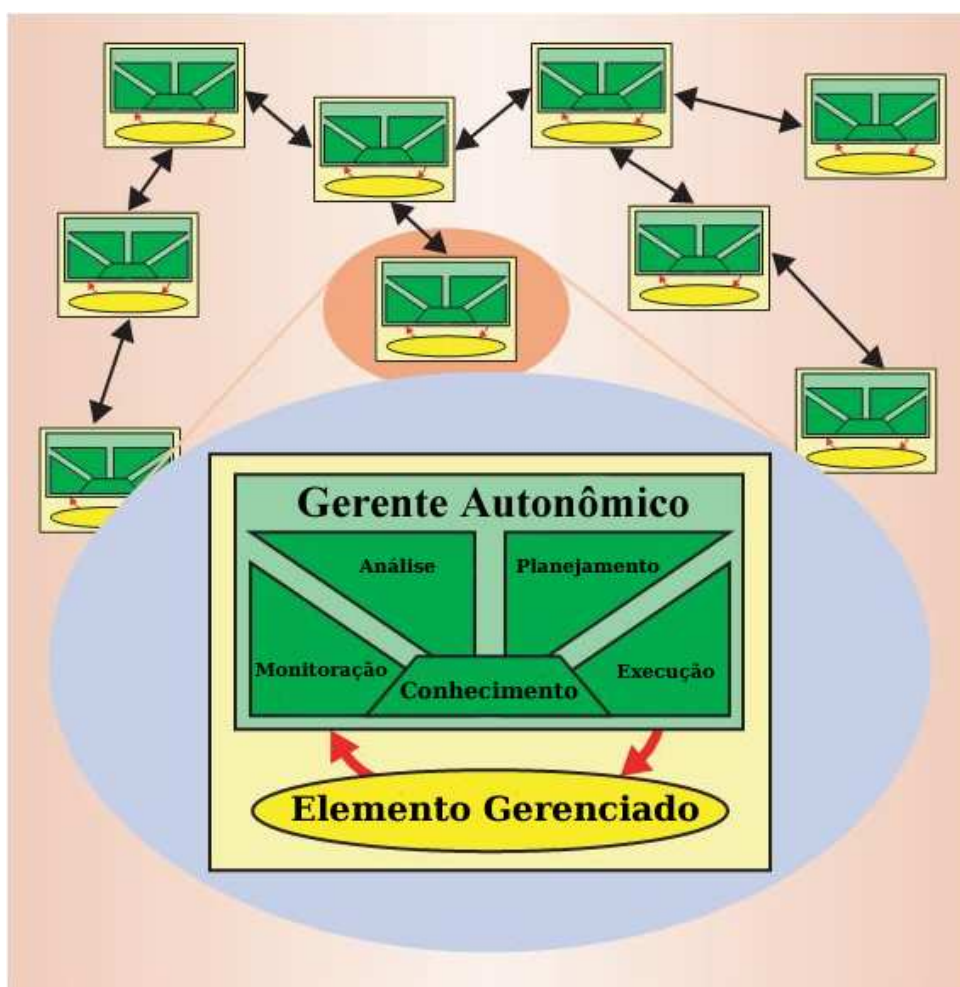 Gerente Autonômico
Análise
Planejamento
Monitoração
Conhecimento
Execução
Elemento Gerenciado